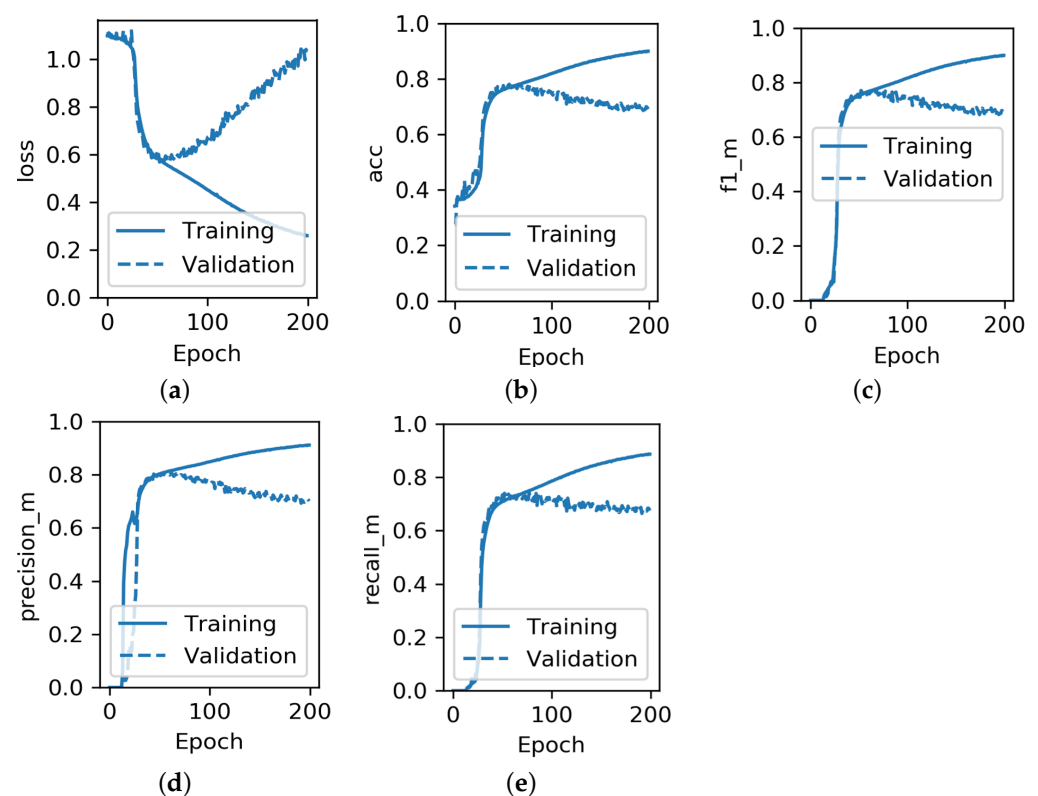 loss
1.0
0.8
0.6
0.4
0.2
0.0
Training
Validation
0 100 200
Epoch
(a)
acc
1.0
0.8
0.6
0.4
0.2
0.0
Training
Validation
0 100 200
Epoch
(b)
f1_m
1.0
0.8
0.6
0.4
0.2
0.0
Training
Validation
0 100 200
Epoch
(c)
precision_m
1.0
0.8
0.6
0.4
0.2
0.0
Training
Validation
0 100 200
Epoch
(d)
recall_m
1.0
0.8
0.6
0.4
0.2
0.0
Training
Validation
0 100 200
Epoch
(e)